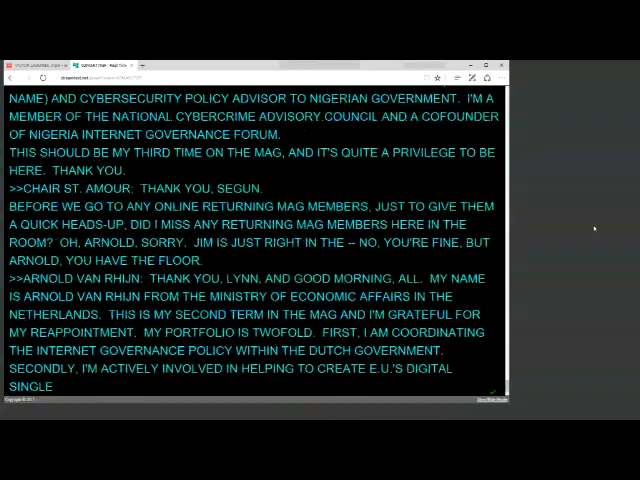 streamtext.net
NAME) AND CYBERSECURITY POLICY ADVISOR TO NIGERIAN GOVERNMENT. I'M A
MEMBER OF THE NATIONAL CYBERCRIME ADVISORY COUNCIL AND A COFOUNDER
OF NIGERIA INTERNET GOVERNANCE FORUM.
THIS SHOULD BE MY THIRD TIME ON THE MAG, AND IT'S QUITE A PRIVILEGE TO BE
HERE. THANK YOU.
>>CHAIR ST. AMOUR: THANK YOU, SEGUN.
BEFORE WE GO TO ANY ONLINE RETURNING MAG MEMBERS, JUST TO GIVE THEM
A QUICK HEADS-UP, DID I MISS ANY RETURNING MAG MEMBERS HERE IN THE
ROOM? OH, ARNOLD. SORRY. JIM IS JUST RIGHT IN THE -- NO, YOU'RE FINE, BUT
ARNOLD, YOU HAVE THE FLOOR.
>>ARNOLD VAN RHIJN: THANK YOU, LYNN, AND GOOD MORNING, ALL. MY NAME
IS ARNOLD VAN RHIJN FROM THE MINISTRY OF ECONOMIC AFFAIRS IN THE
NETHERLANDS. THIS IS MY SECOND TERM IN THE MAG AND I'M GRATEFUL FOR
MY REAPPOINTMENT. MY PORTFOLIO IS TWOFOLD. FIRST, I AM COORDINATING
THE INTERNET GOVERNANCE POLICY WITHIN THE DUTCH GOVERNMENT.
SECONDLY, I'M ACTIVELY INVOLVED IN HELPING TO CREATE E.U.'S DIGITAL
SINGLE